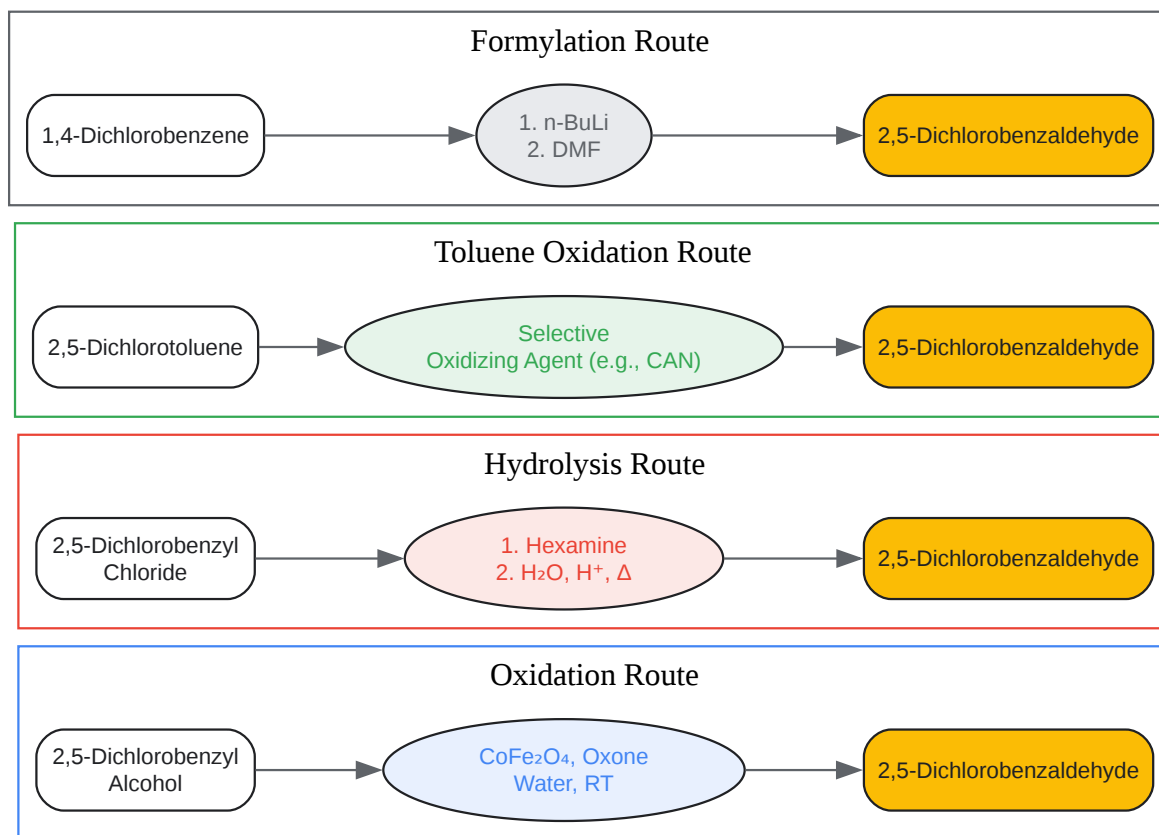 Formylation Route
1,4-Dichlorobenzene
1. n-BuLi
2. DMF
2,5-Dichlorobenzaldehyde
Toluene Oxidation Route
2,5-Dichlorotoluene
Selective
Oxidizing Agent (e.g., CAN)
2,5-Dichlorobenzaldehyde
Hydrolysis Route
2,5-Dichlorobenzyl
Chloride
1. Hexamine
2. H₂O, H⁺, Δ
2,5-Dichlorobenzaldehyde
Oxidation Route
2,5-Dichlorobenzyl
Alcohol
CoFe₂O₄, Oxone
Water, RT
2,5-Dichlorobenzaldehyde